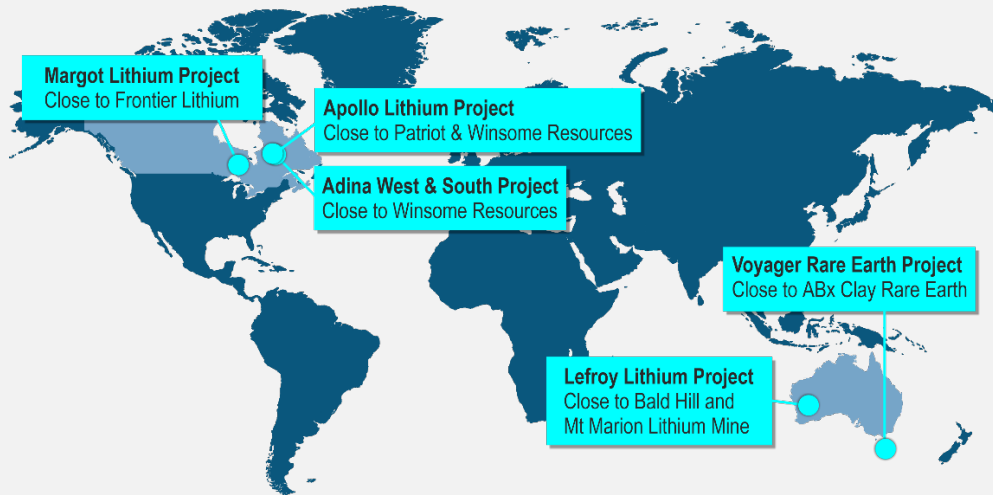 Margot Lithium Project
Close to Frontier Lithium
Apollo Lithium Project
Close to Patriot & Winsome Resources
Adina West & South Project
Close to Winsome Resources
Voyager Rare Earth Project
Close to ABx Clay Rare Earth
Lefroy Lithium Project
Close to Bald Hill and
Mt Marion Lithium Mine